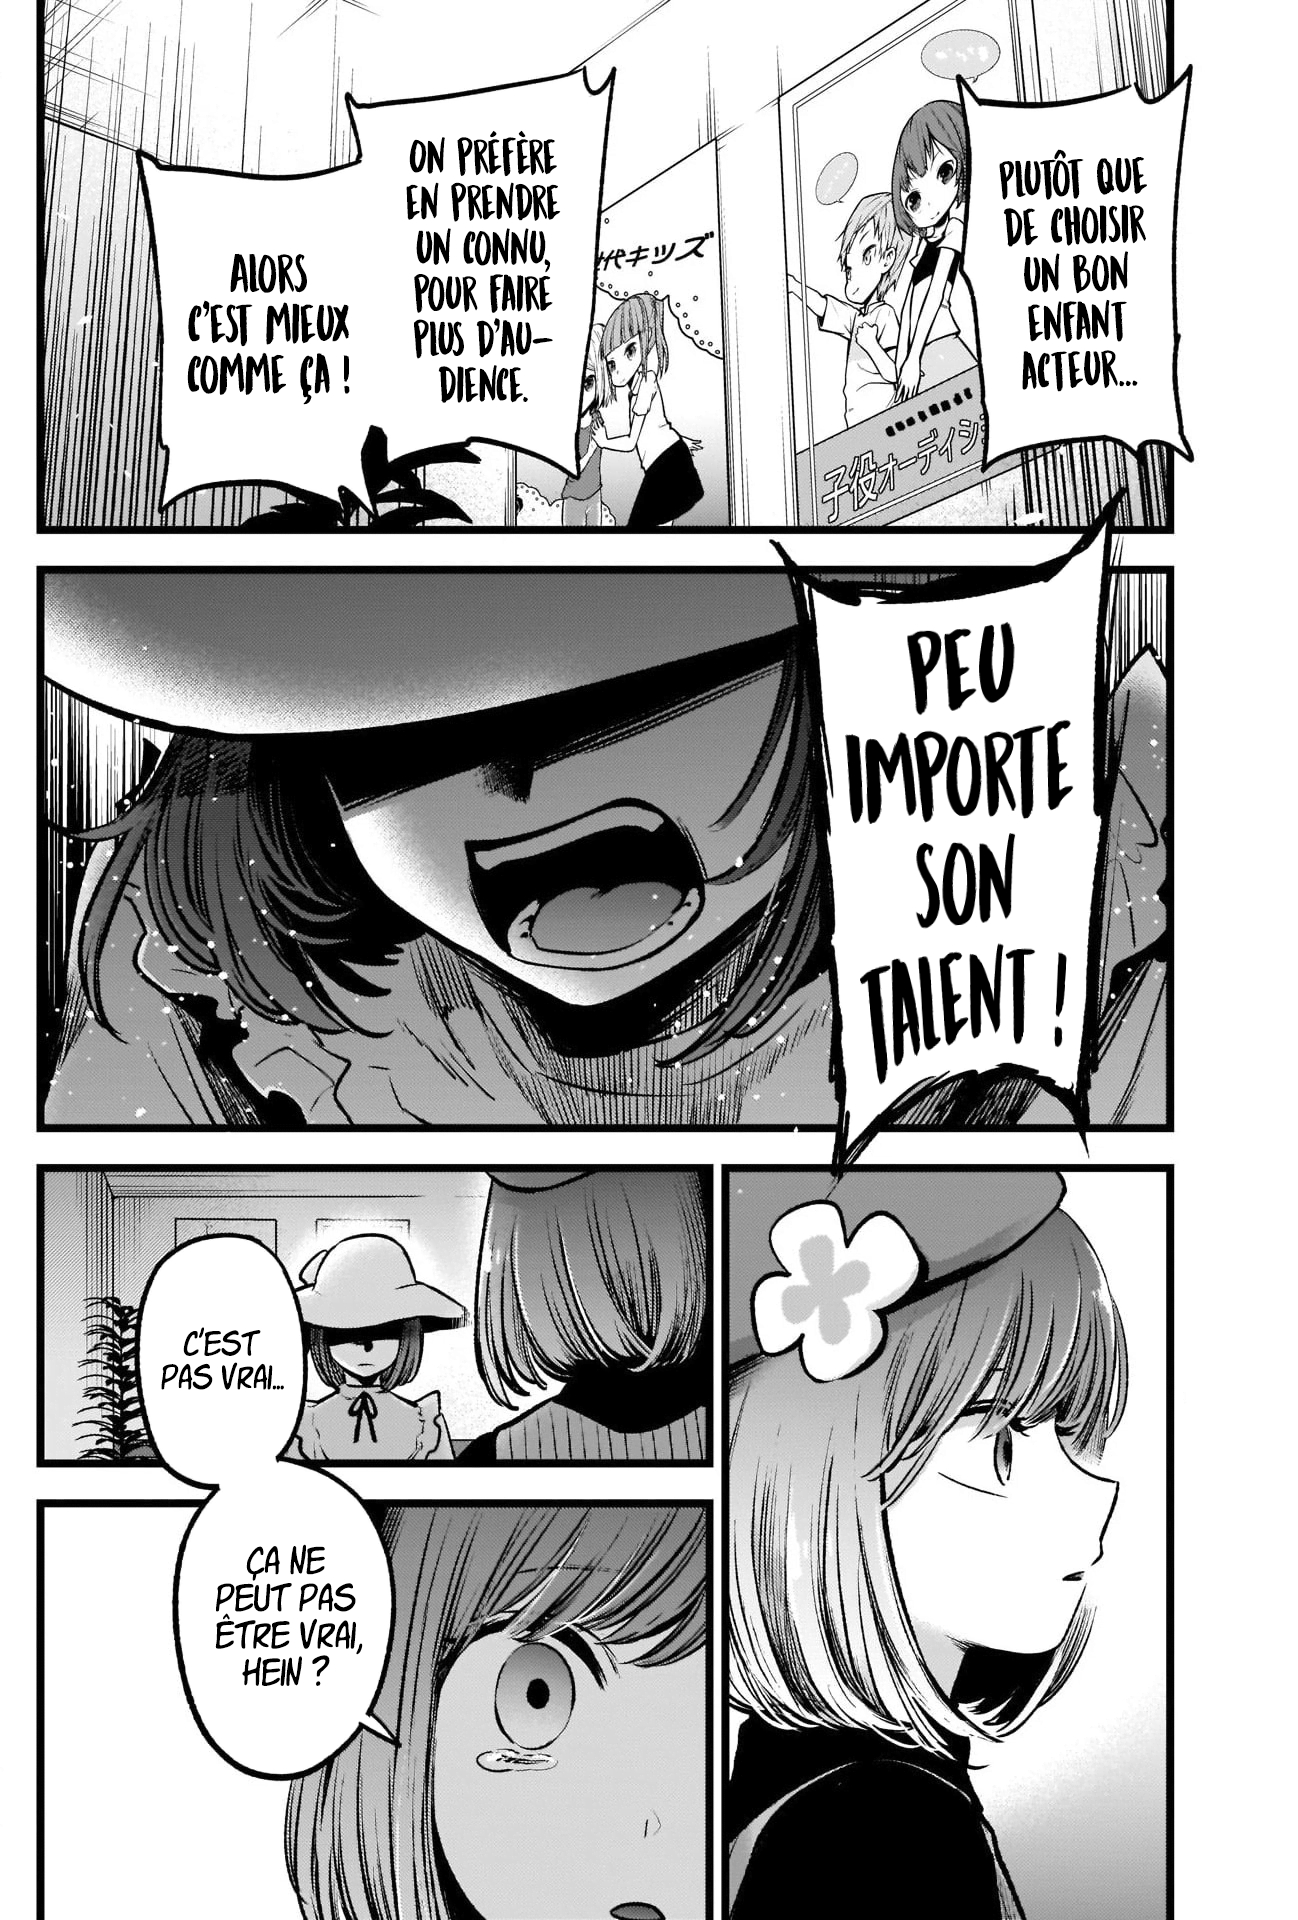 PLUTÔT QUE
DE CHOISIR
UN BON
ENFANT
ACTEUR...
ON PRÉFÈRE
EN PRENDRE
UN CONNU,
POUR FAIRE
PLUS D'AU-
DIENCE.
ALORS
C'EST MIEUX
COMME ÇA !
代キッズ
子役オーディシ
PEU
IMPORTE
SON
TALENT !
C'EST
PAS VRAI...
ÇA NE
PEUT PAS
ÊTRE VRAI,
HEIN ?